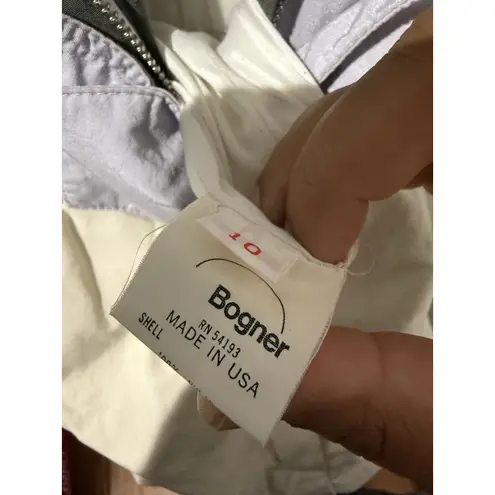 10
Bogner
RN 54193
MADE IN USA
SHELL